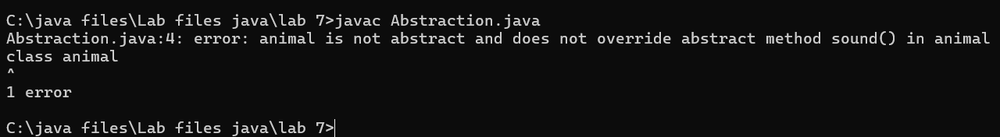 C:\java files\Lab files java\lab 7>javac Abstraction.java
Abstraction.java:4: error: animal is not abstract and does not override abstract method sound() in animal
class animal
^
1 error
C:\java files\Lab files java\lab 7>